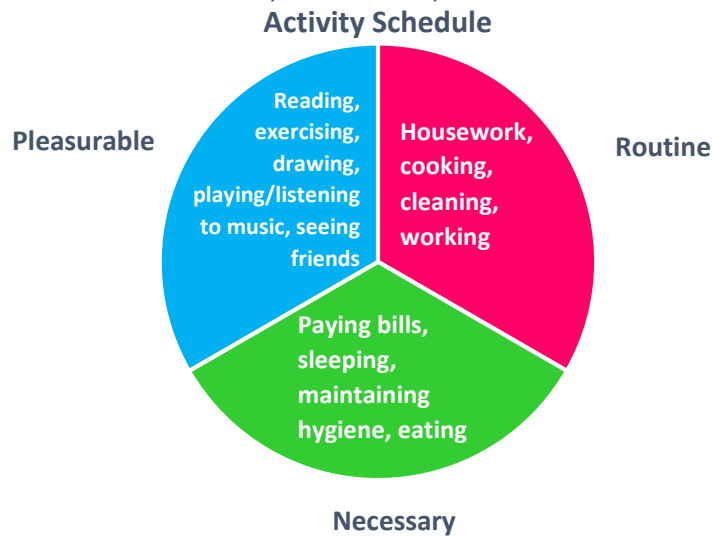 Activity Schedule
Pleasurable
Reading,
exercising,
drawing,
playing/listening
to music, seeing
friends
Housework,
cooking,
cleaning,
working
Routine
Paying bills,
sleeping,
maintaining
hygiene, eating
Necessary